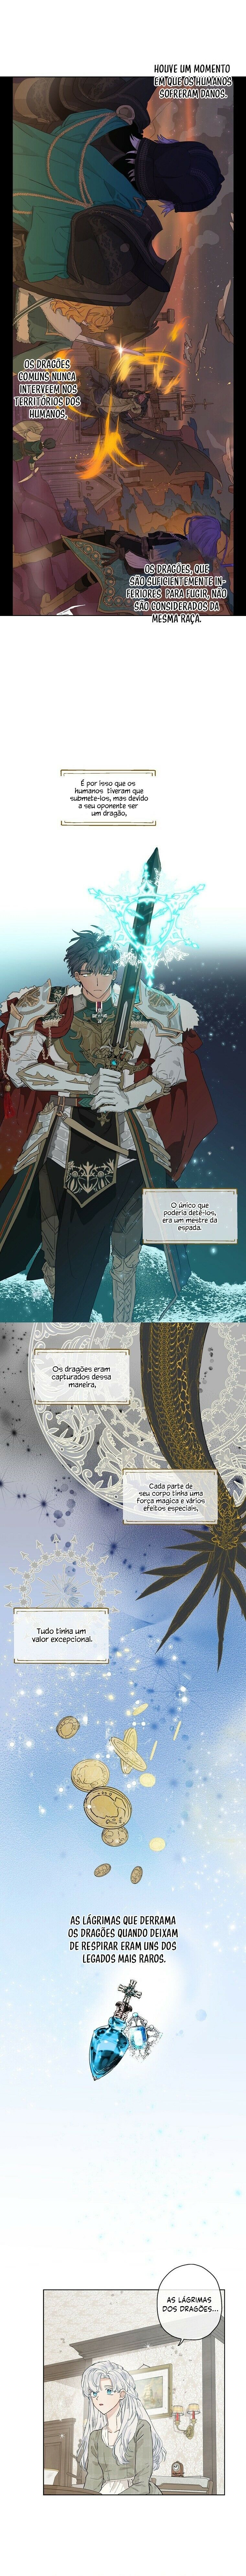 HOUVE UM MOMENTO
EM QUE OS HUMANOS
SOFRERAM DANOS.
OS DRAGÕES
COMUNS NUNCA
INTERVEEM NOS
TERRITÓRIOS DOS
HUMANOS,
OS DRAGÕES, QUE
SÃO SUFICIENTEMENTE IN-
FERIORES PARA FUGIR, NÃO
SÃO CONSIDERADOS DA
MESMA RAÇA.
É por isso que os
humanos tiveram que
submete-los, mas devido
a seu oponente ser
um dragão,
O único que
poderia detê-los,
era um mestre da
espada.
Os dragões eram
capturados dessa
maneira,
Cada parte de
seu corpo tinha uma
força magica e vários
efeitos especiais,
Tudo tinha um
valor excepcional.
AS LÁGRIMAS QUE DERRAMA
OS DRAGÕES QUANDO DEIXAM
DE RESPIRAR ERAM UNS DOS
LEGADOS MAIS RAROS.
AS LÁGRIMAS
DOS DRAGÕES...